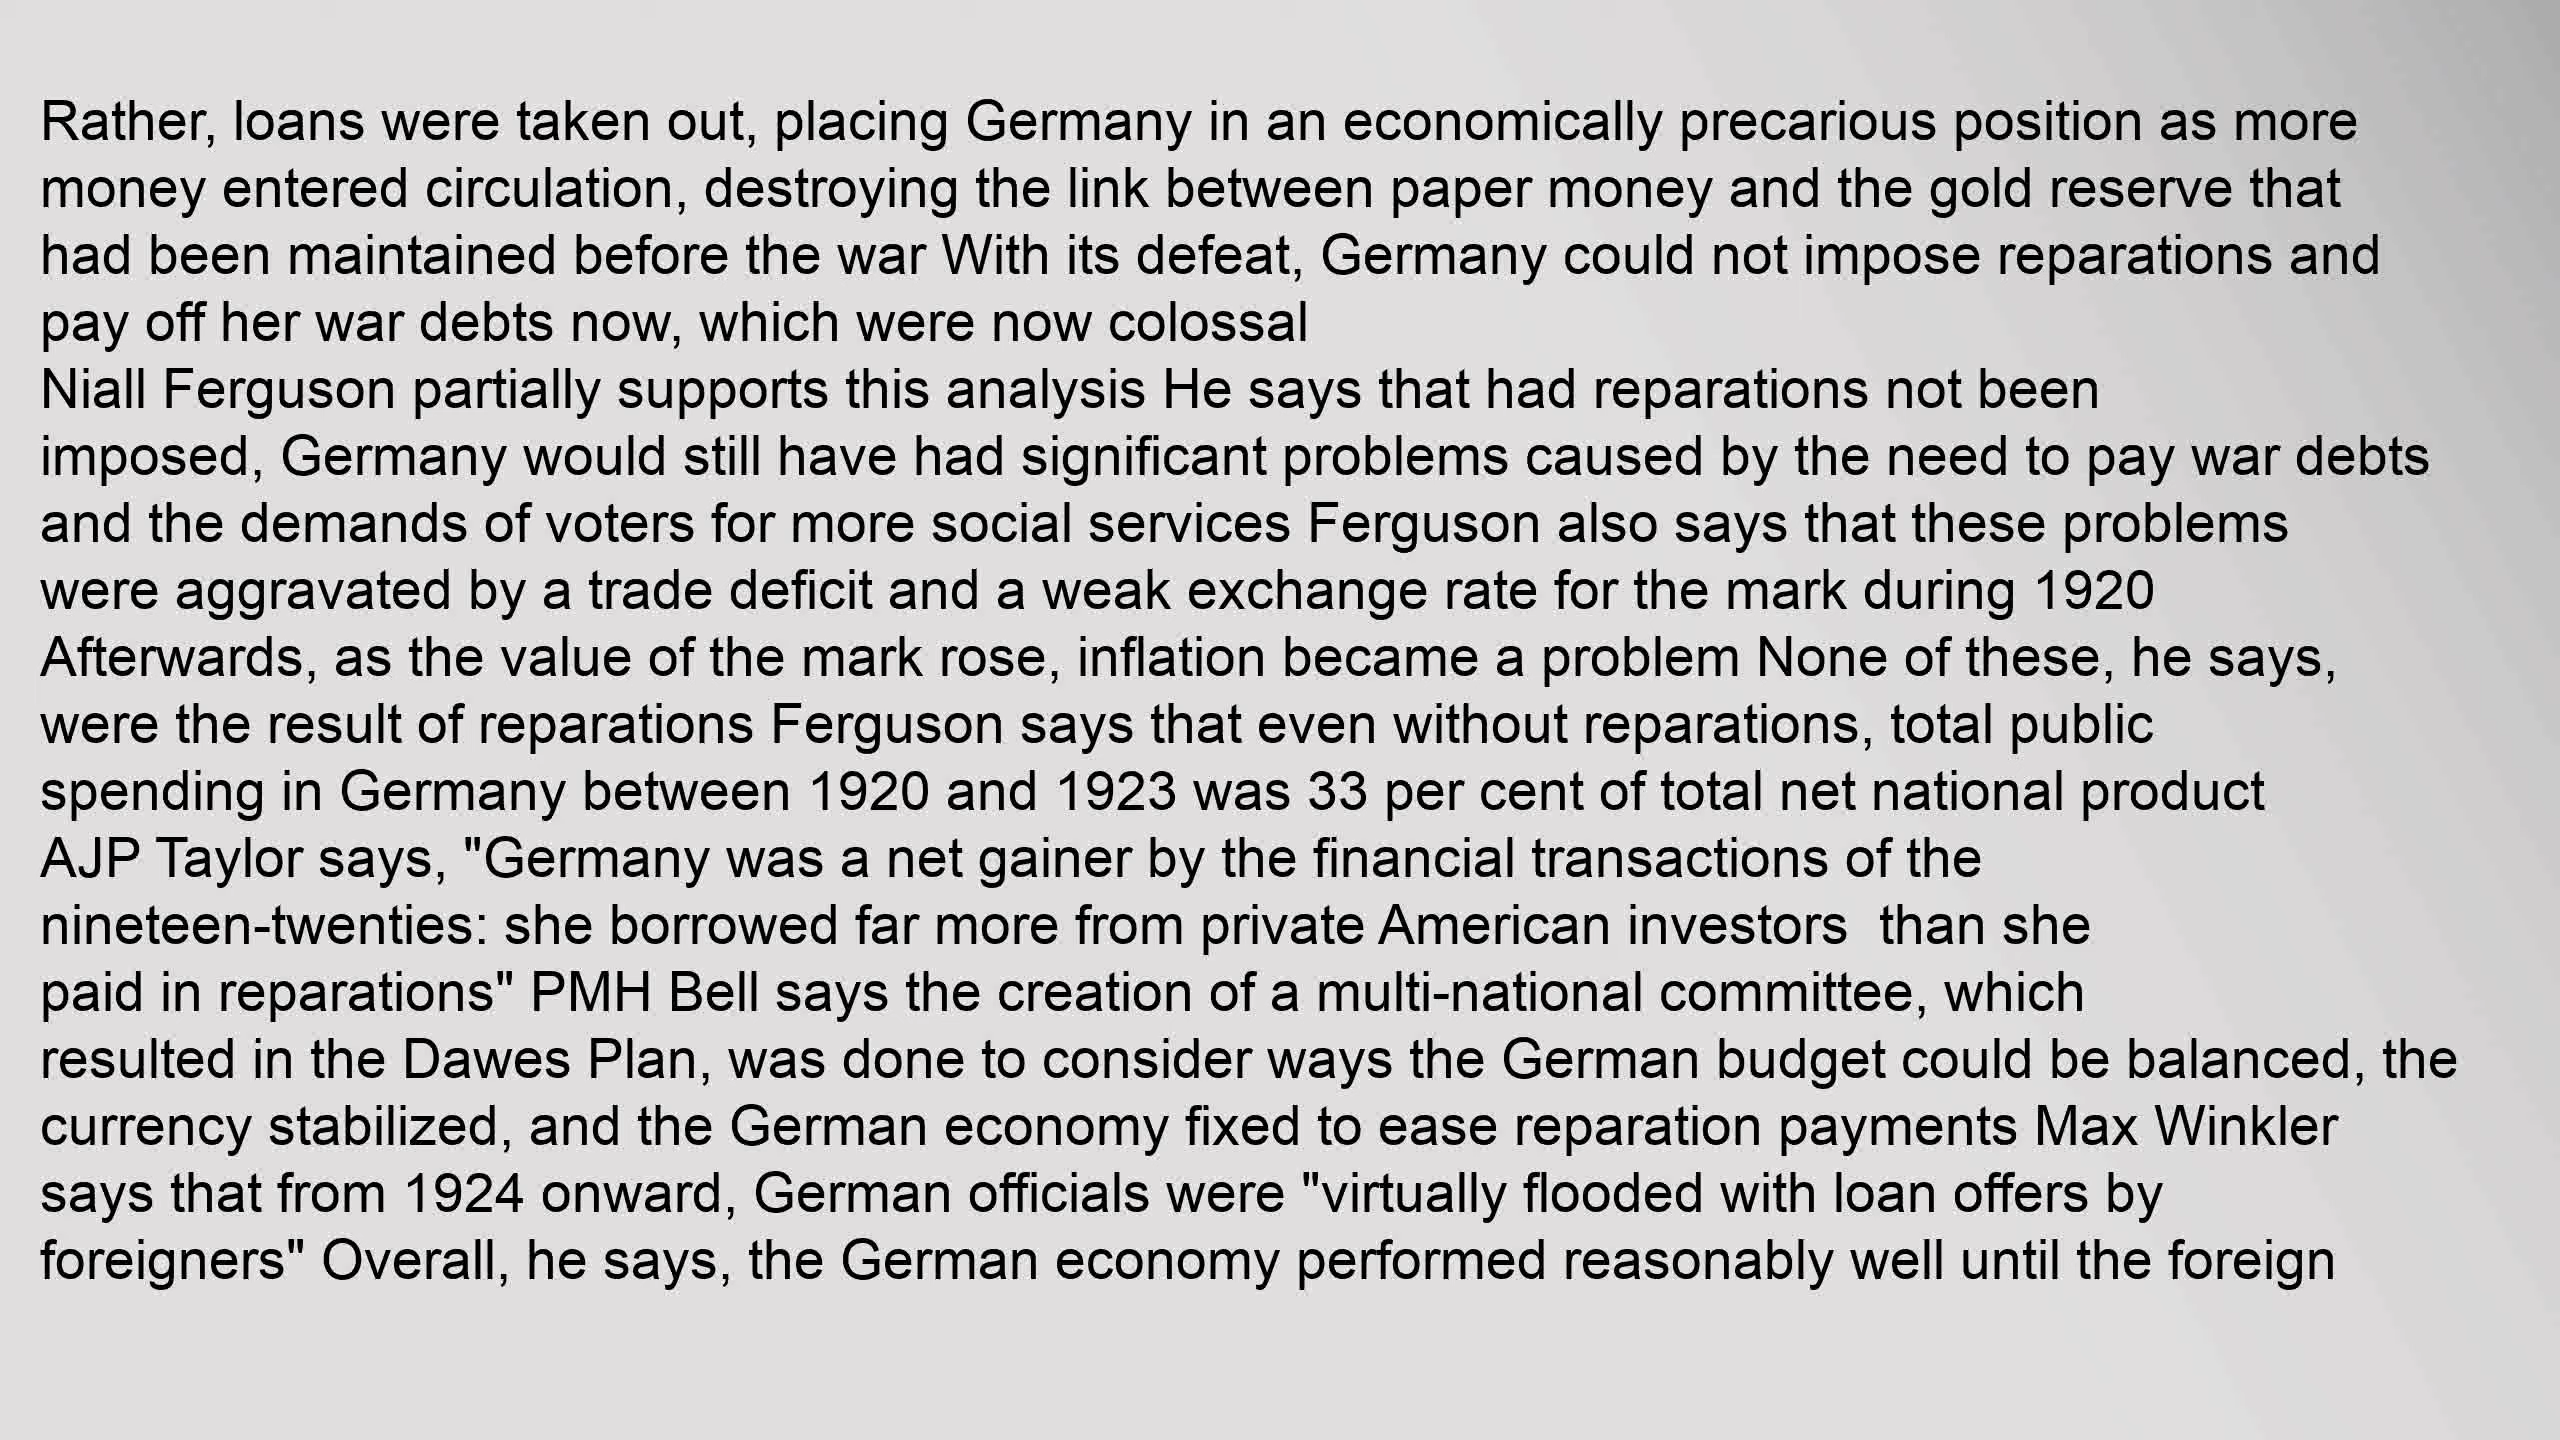 Rather, loans were taken out, placing Germany in an economically precarious position as more
money entered circulation, destroying the link between paper money and the gold reserve that
had been maintained before the war With its defeat, Germany could not impose reparations and
pay off her war debts now, which were now colossal
Niall Ferguson partially supports this analysis He says that had reparations not been
imposed, Germany would still have had significant problems caused by the need to pay war debts
and the demands of voters for more social services Ferguson also says that these problems
were aggravated by a trade deficit and a weak exchange rate for the mark during 1920
Afterwards, as the value of the mark rose, inflation became a problem None of these, he says,
were the result of reparations Ferguson says that even without reparations, total public
spending in Germany between 1920 and 1923 was 33 per cent of total net national product
AJP Taylor says, "Germany was a net gainer by the financial transactions of the
nineteen-twenties: she borrowed far more from private American investors  than she
paid in reparations" PMH Bell says the creation of a multi-national committee, which
resulted in the Dawes Plan, was done to consider ways the German budget could be balanced, the
currency stabilized, and the German economy fixed to ease reparation payments Max Winkler
says that from 1924 onward, German officials were "virtually flooded with loan offers by
foreigners" Overall, he says, the German economy performed reasonably well until the foreign